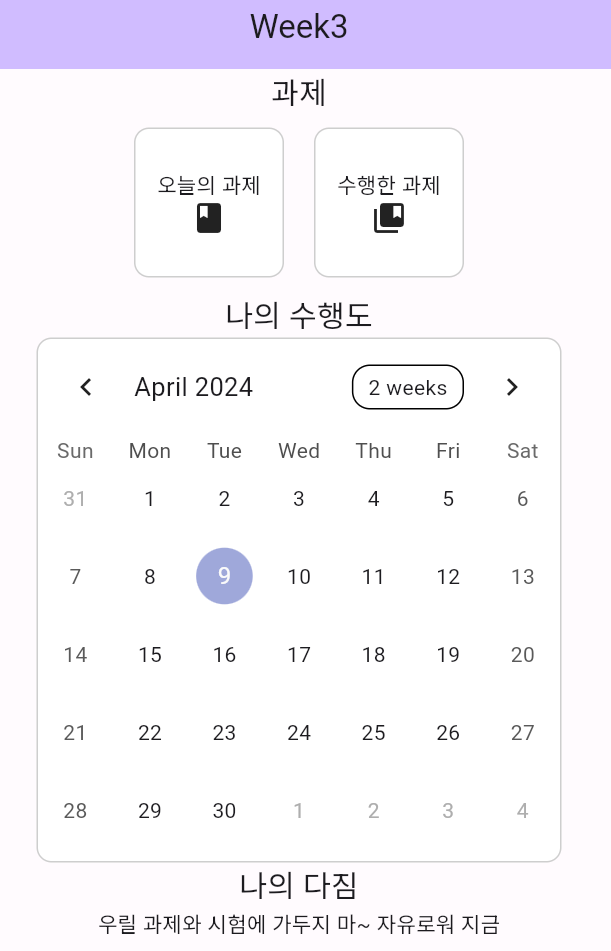 Week3
과제
오늘의 과제 수행한 과제
나의 수행도
April 2024 2 weeks
Sun Mon Tue Wed Thu Fri Sat
31 1 2 3 4 5 6
7 8 9 10 11 12 13
14 15 16 17 18 19 20
21 22 23 24 25 26 27
28 29 30 1 2 3 4
나의 다짐
우릴 과제와 시험에 가두지 마~ 자유로워 지금